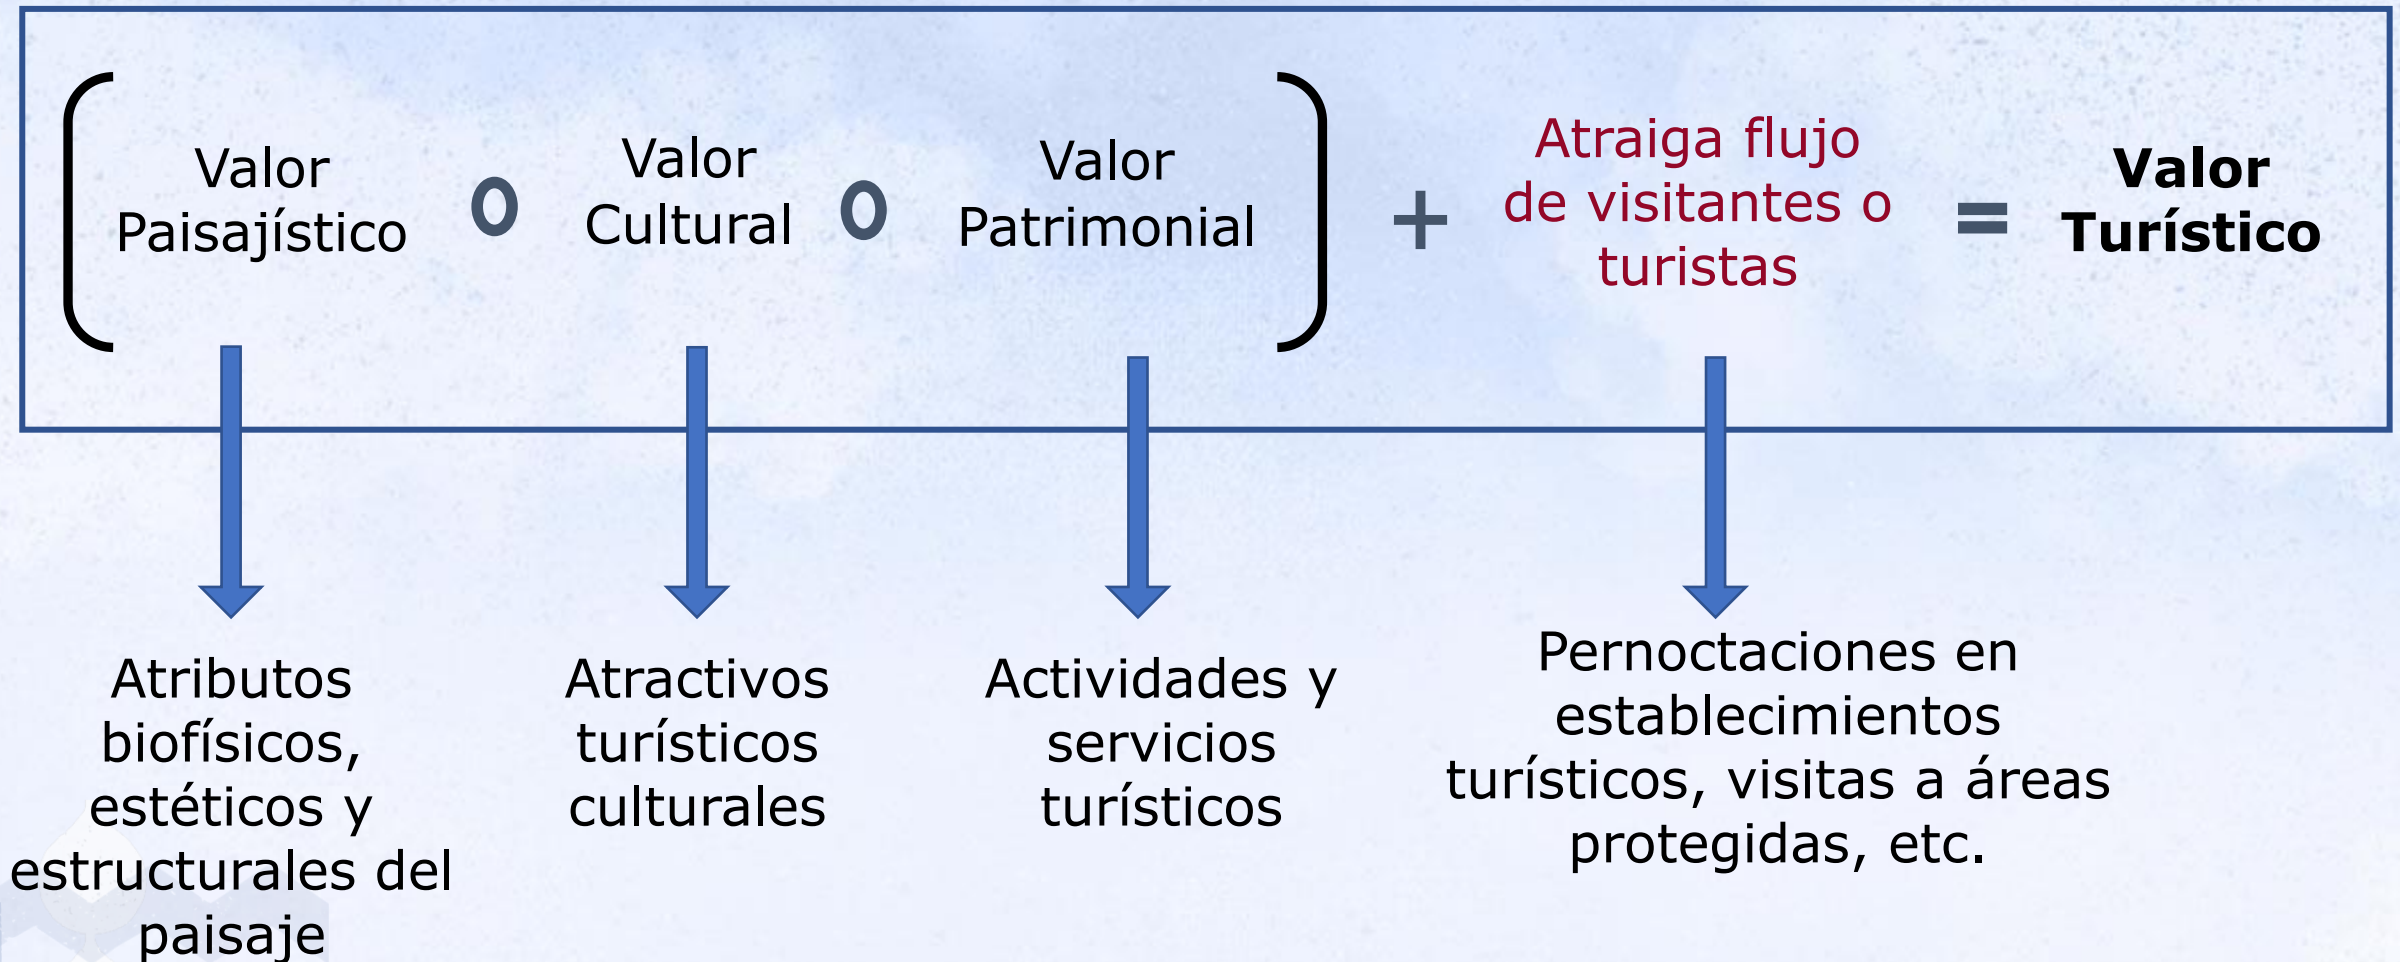 Valor
Paisajístico
o
Valor
Cultural
o
Valor
Patrimonial
+
Atraiga flujo
de visitantes o
turistas
=
Valor
Turístico
Atributos
biofísicos,
estéticos y
estructurales del
paisaje
Atractivos
turísticos
culturales
Actividades y
servicios
turísticos
Pernoctaciones en
establecimientos
turísticos, visitas a áreas
protegidas, etc.